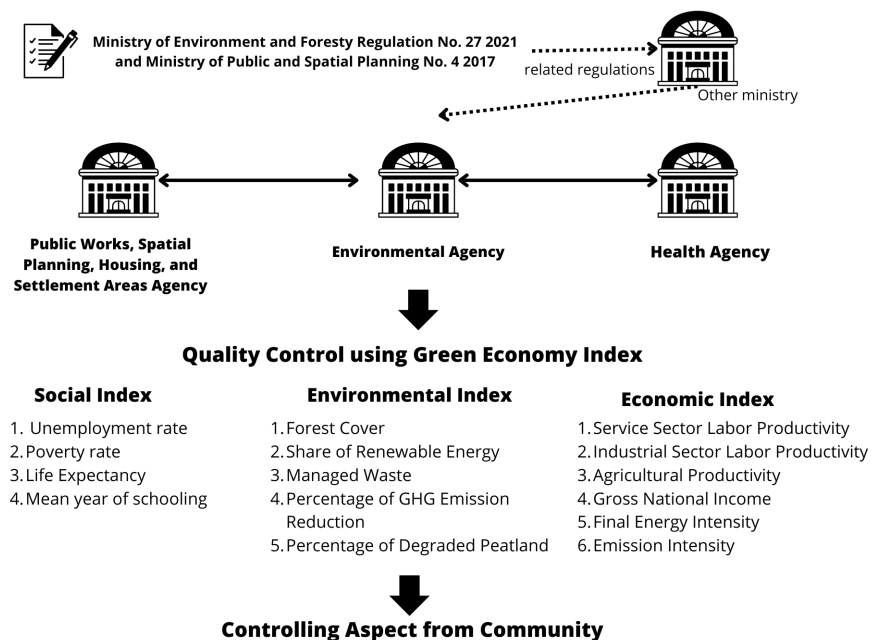 Ministry of Environment and Foresty Regulation No. 27 2021
and Ministry of Public and Spatial Planning No. 4 2017
related regulations
Other ministry
Public Works, Spatial
Planning, Housing, and
Settlement Areas Agency
Environmental Agency
Health Agency
Quality Control using Green Economy Index
Social Index
1. Unemployment rate
2. Poverty rate
3. Life Expectancy
4. Mean year of schooling
Environmental Index
1. Forest Cover
2. Share of Renewable Energy
3. Managed Waste
4. Percentage of GHG Emission
Reduction
5. Percentage of Degraded Peatland
Economic Index
1. Service Sector Labor Productivity
2. Industrial Sector Labor Productivity
3. Agricultural Productivity
4. Gross National Income
5. Final Energy Intensity
6. Emission Intensity
Controlling Aspect from Community